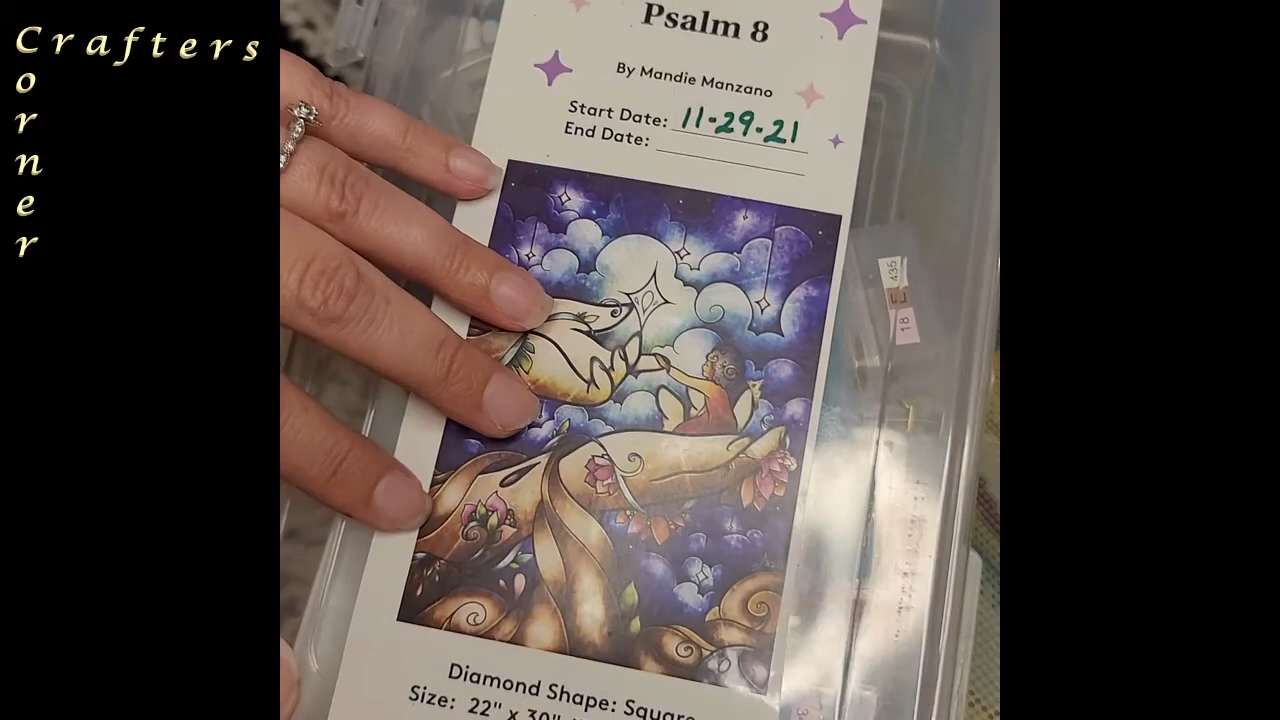 Crafters
Corner
Psalm 8
By Mandie Manzano
Start Date: 11-29-21
End Date:
435
E
18
Diamond Shape: Square
Size: 22" x 30"